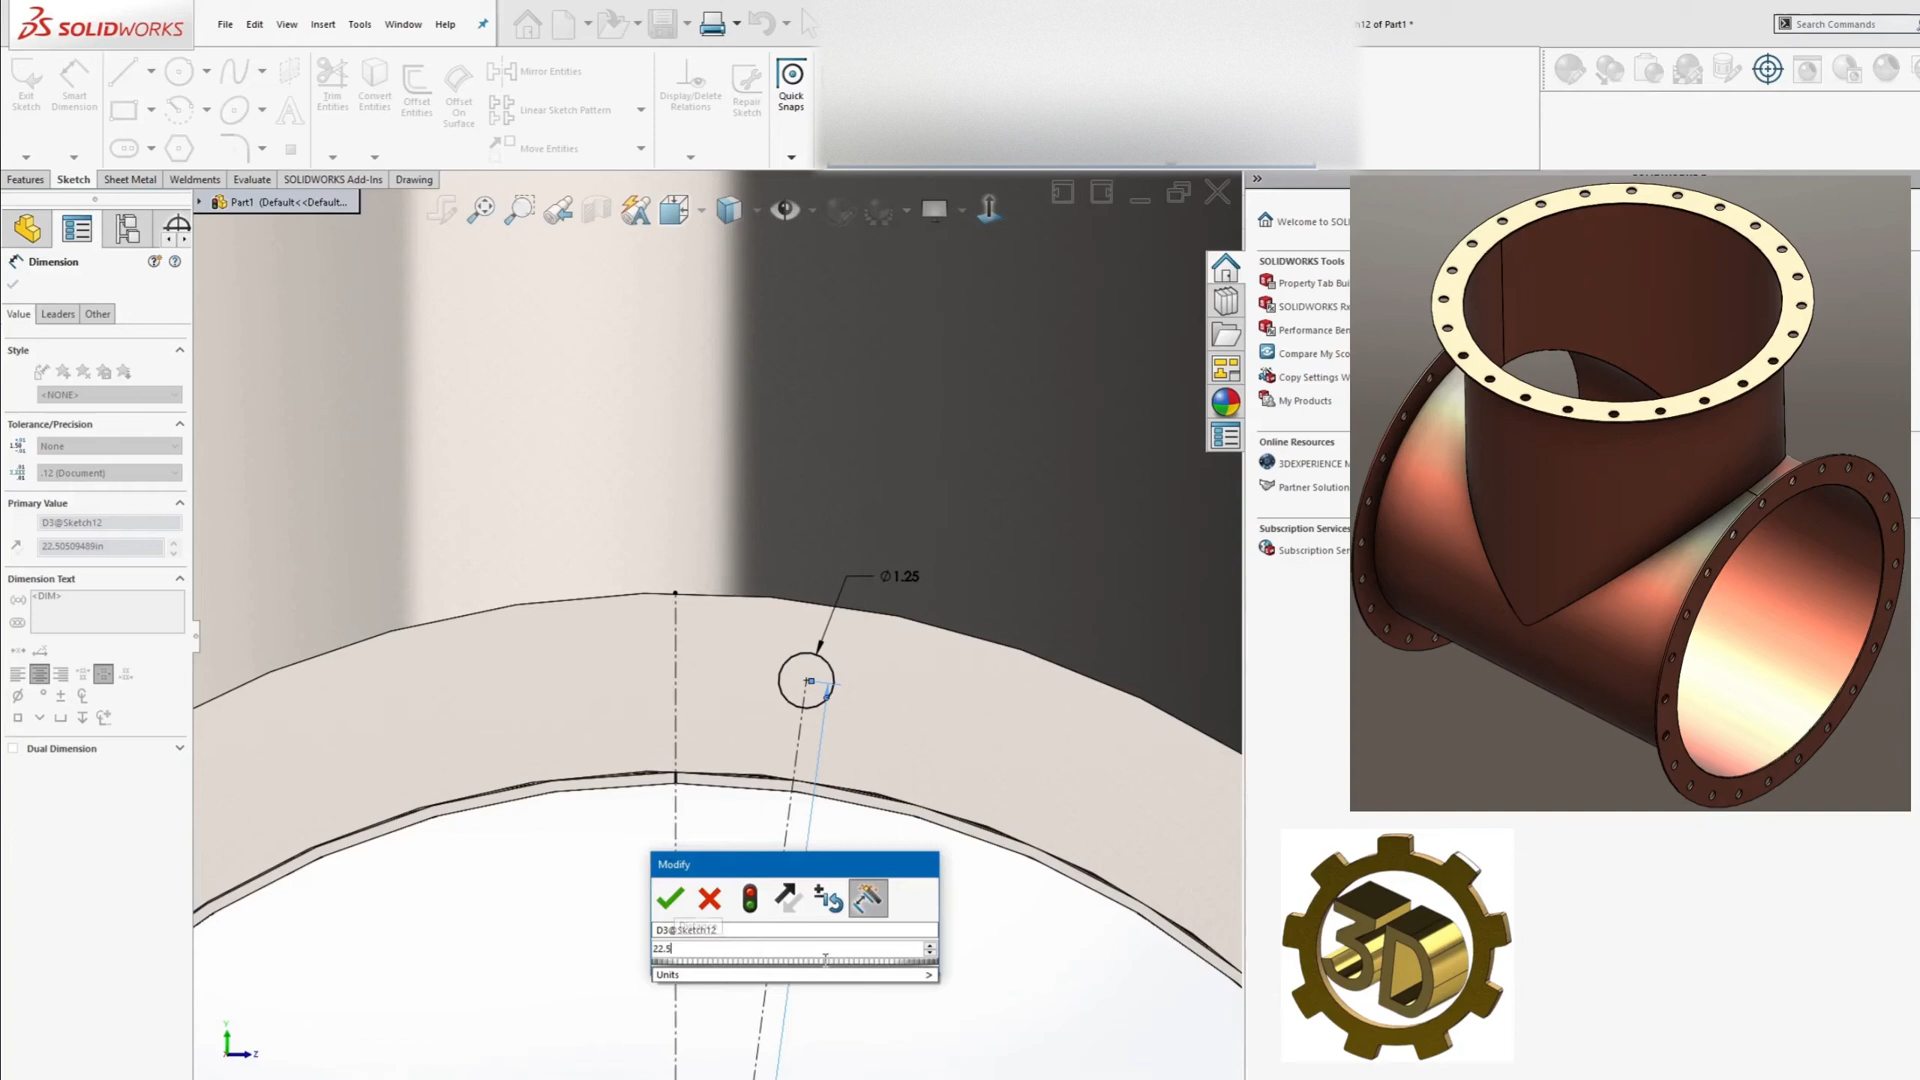 SOLIDWORKS
File Edit View Insert Tools Window Help
h12 of Part1 *
Search Commands
Exit Sketch
Smart Dimension
Trim Entities
Convert Entities
Offset Entities
Offset On Surface
Mirror Entities
Linear Sketch Pattern
Move Entities
Display/Delete Relations
Repair Sketch
Quick Snaps
Features Sketch Sheet Metal Weldments Evaluate SOLIDWORKS Add-Ins Drawing
Part1 (Default<<Default...
Dimension
Value Leaders Other
Style
<NONE>
Tolerance/Precision
None
.12 (Document)
Primary Value
D3@Sketch12
22.50509489in
Dimension Text
<DIM>
Dual Dimension
∅1.25
Modify
D3@Sketch12
22.5
Units >
Y
Z
Welcome to SOL
SOLIDWORKS Tools
Property Tab Bui
SOLIDWORKS Rx
Performance Ben
Compare My Sco
Copy Settings W
My Products
Online Resources
3DEXPERIENCE M
Partner Solution
Subscription Services
Subscription Ser
3D